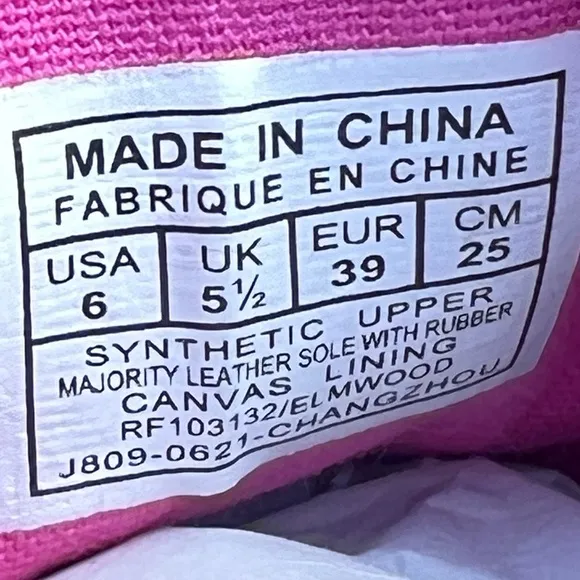 MADE IN CHINA
FABRIQUE EN CHINE
USA UK EUR CM
6 5½ 39 25
SYNTHETIC UPPER
MAJORITY LEATHER SOLE WITH RUBBER
CANVAS LINING
RF103132/ELMWOOD
J809-0621-CHANGZHOU